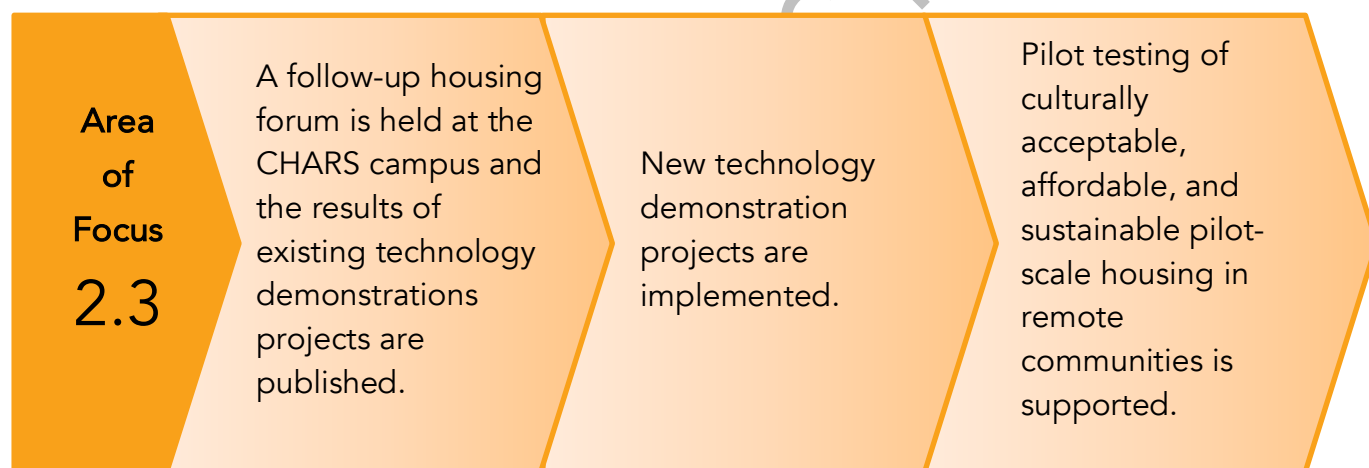 Area
of
Focus
2.3
A follow-up housing
forum is held at the
CHARS campus and
the results of
existing technology
demonstrations
projects are
published.
New technology
demonstration
projects are
implemented.
Pilot testing of
culturally
acceptable,
affordable, and
sustainable pilot-
scale housing in
remote
communities is
supported.